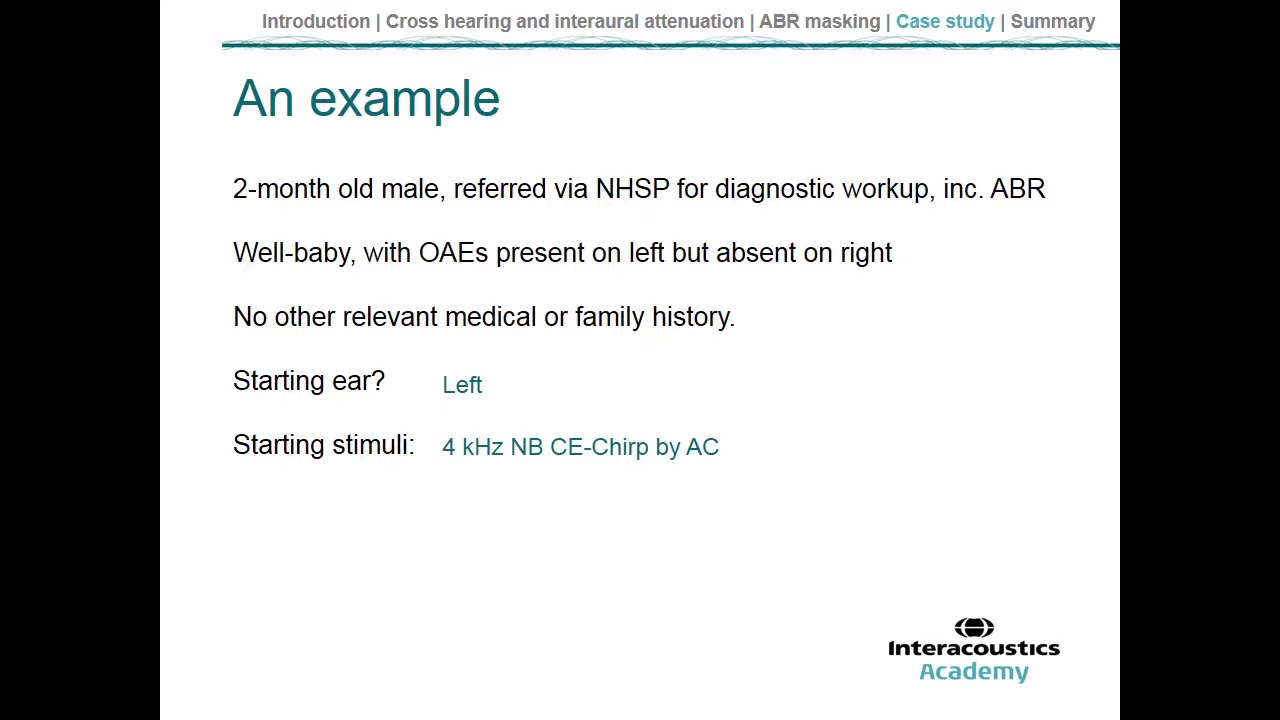 Introduction | Cross hearing and interaural attenuation | ABR masking | Case study | Summary
An example
2-month old male, referred via NHSP for diagnostic workup, inc. ABR
Well-baby, with OAEs present on left but absent on right
No other relevant medical or family history.
Starting ear? Left
Starting stimuli: 4 kHz NB CE-Chirp by AC
Interacoustics
Academy